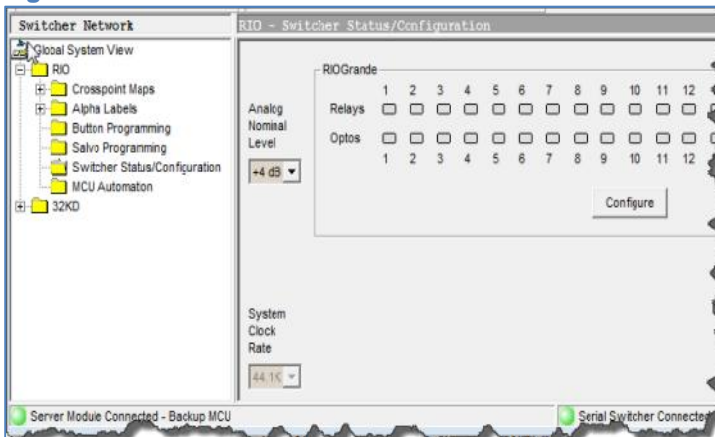 Switcher Network
RIO - Switcher Status/Configuration
Global System View
RIO
Crosspoint Maps
Alpha Labels
Button Programming
Salvo Programming
Switcher Status/Configuration
MCU Automaton
32KD
RIOGrande
1 2 3 4 5 6 7 8 9 10 11 12
Analog
Nominal
Level
+4 dB
Relays
Optos
1 2 3 4 5 6 7 8 9 10 11 12
Configure
System
Clock
Rate
44.1K
Server Module Connected - Backup MCU
Serial Switcher Connected